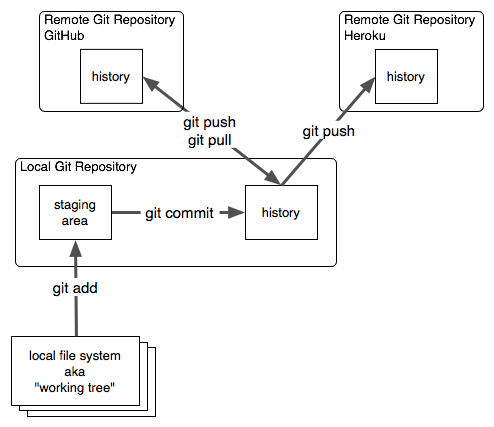 Remote Git Repository
GitHub
history
Remote Git Repository
Heroku
history
git push
git pull
git push
Local Git Repository
staging
area
git commit
history
git add
local file system
aka
"working tree"